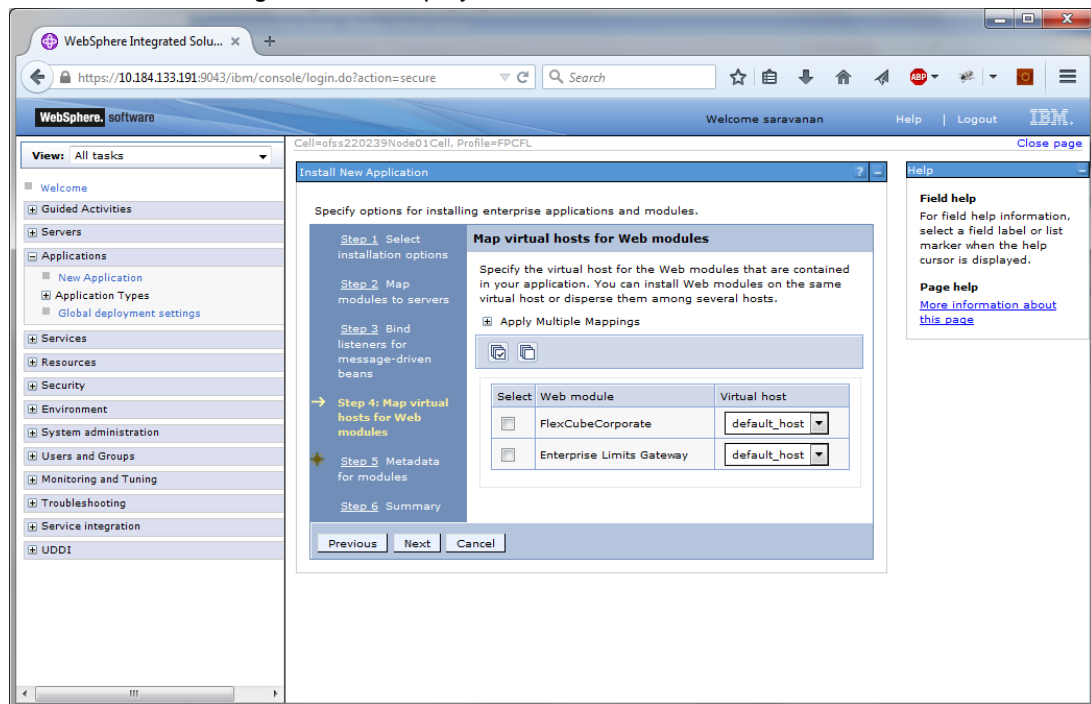 WebSphere Integrated Solu... × +
https://10.184.133.191:9043/ibm/console/login.do?action=secure
Search
ABP
WebSphere. software
Welcome saravanan
Help | Logout
IBM.
Cell=ofss220239Node01Cell, Profile=FPCFL
Close page
View: All tasks
Welcome
Guided Activities
Servers
Applications
New Application
Application Types
Global deployment settings
Services
Resources
Security
Environment
System administration
Users and Groups
Monitoring and Tuning
Troubleshooting
Service integration
UDDI
Install New Application ? -
Specify options for installing enterprise applications and modules.
Step 1 Select
installation options
Step 2 Map
modules to servers
Step 3 Bind
listeners for
message-driven
beans
Step 4: Map virtual
hosts for Web
modules
Step 5 Metadata
for modules
Step 6 Summary
Map virtual hosts for Web modules
Specify the virtual host for the Web modules that are contained
in your application. You can install Web modules on the same
virtual host or disperse them among several hosts.
Apply Multiple Mappings
Select Web module Virtual host
FlexCubeCorporate default_host
Enterprise Limits Gateway default_host
Previous Next Cancel
Help -
Field help
For field help information,
select a field label or list
marker when the help
cursor is displayed.
Page help
More information about
this page